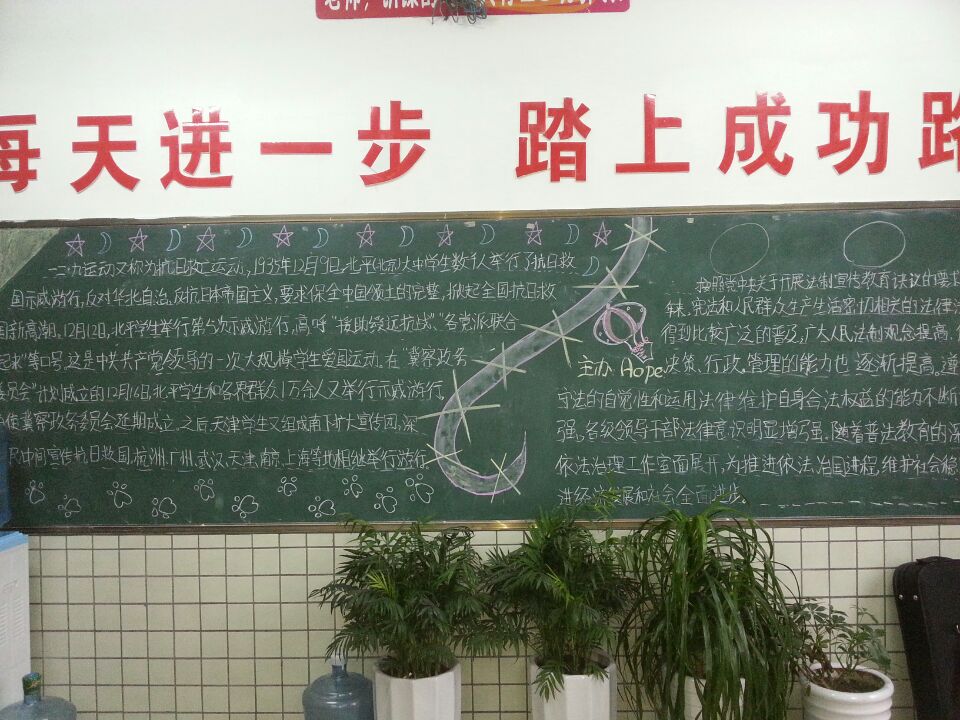 每天进一步 踏上成功路
一二·九运动又称为抗日救亡运动,1935年12月9日,北平(北京)大中学生数千人举行了抗日救
国示威游行,反对华北自治,反抗日本帝国主义,要求保全中国领土的完整,掀起全国抗日救
国新高潮.12月12日,北平学生举行第五次示威游行,高呼"援助绥远抗战","各党派联合
起来"等口号,这是中共产党领导的一次大规模学生爱国运动.在"冀察政务
委员会"计划成立的12月16日,北平学生和各界群众1万余人又举行示威游行,
冀察政务委员会延期成立.之后,天津学生又组成南下扩大宣传团,深
民中间宣传抗日救国.杭州.广州.武汉.天津.南京.上海等地相继举行游行
主办 Hope
按照党中央关于开展法制宣传教育决议的要求
宪法和人民群众生产生活密切相关的法律法
得到比较广泛的普及,广大人民法制观念提高,依
决策、行政、管理的能力也逐渐提高,遵
守法的自觉性和运用法律维护自身合法权益的能力不断
强,各级领导干部法律意识明显增强.随着普法教育的深
依法治理工作全面展开,为推进依法治国进程,维护社会稳
进经济发展和社会全面进步